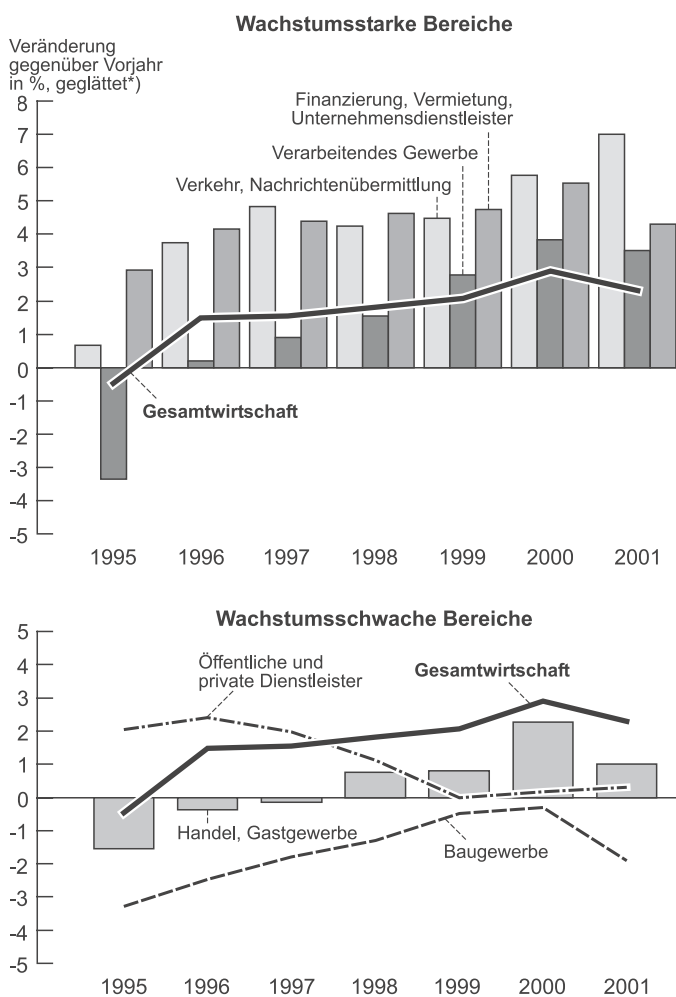 Wachstumsstarke Bereiche
Veränderung
gegenüber Vorjahr
in %, geglättet*)
8
7
6
5
4
3
2
1
0
-1
-2
-3
-4
-5
Finanzierung, Vermietung,
Unternehmensdienstleister
Verarbeitendes Gewerbe
Verkehr, Nachrichtenübermittlung
Gesamtwirtschaft
1995 1996 1997 1998 1999 2000 2001
Wachstumsschwache Bereiche
5
4
3
2
1
0
-1
-2
-3
-4
-5
Öffentliche und
private Dienstleister
Gesamtwirtschaft
Handel, Gastgewerbe
Baugewerbe
1995 1996 1997 1998 1999 2000 2001